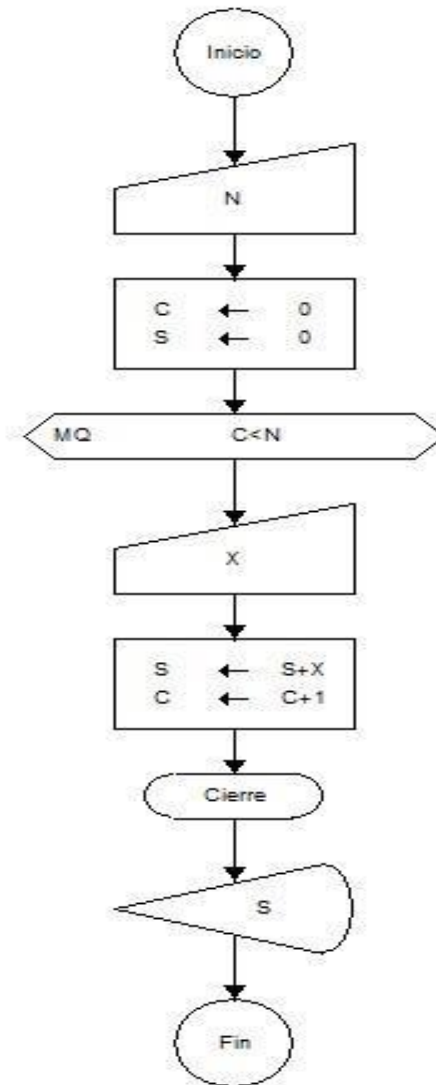 Inicio
N
C ← 0
S ← 0
MQ C<N
X
S ← S+X
C ← C+1
Cierre
S
Fin